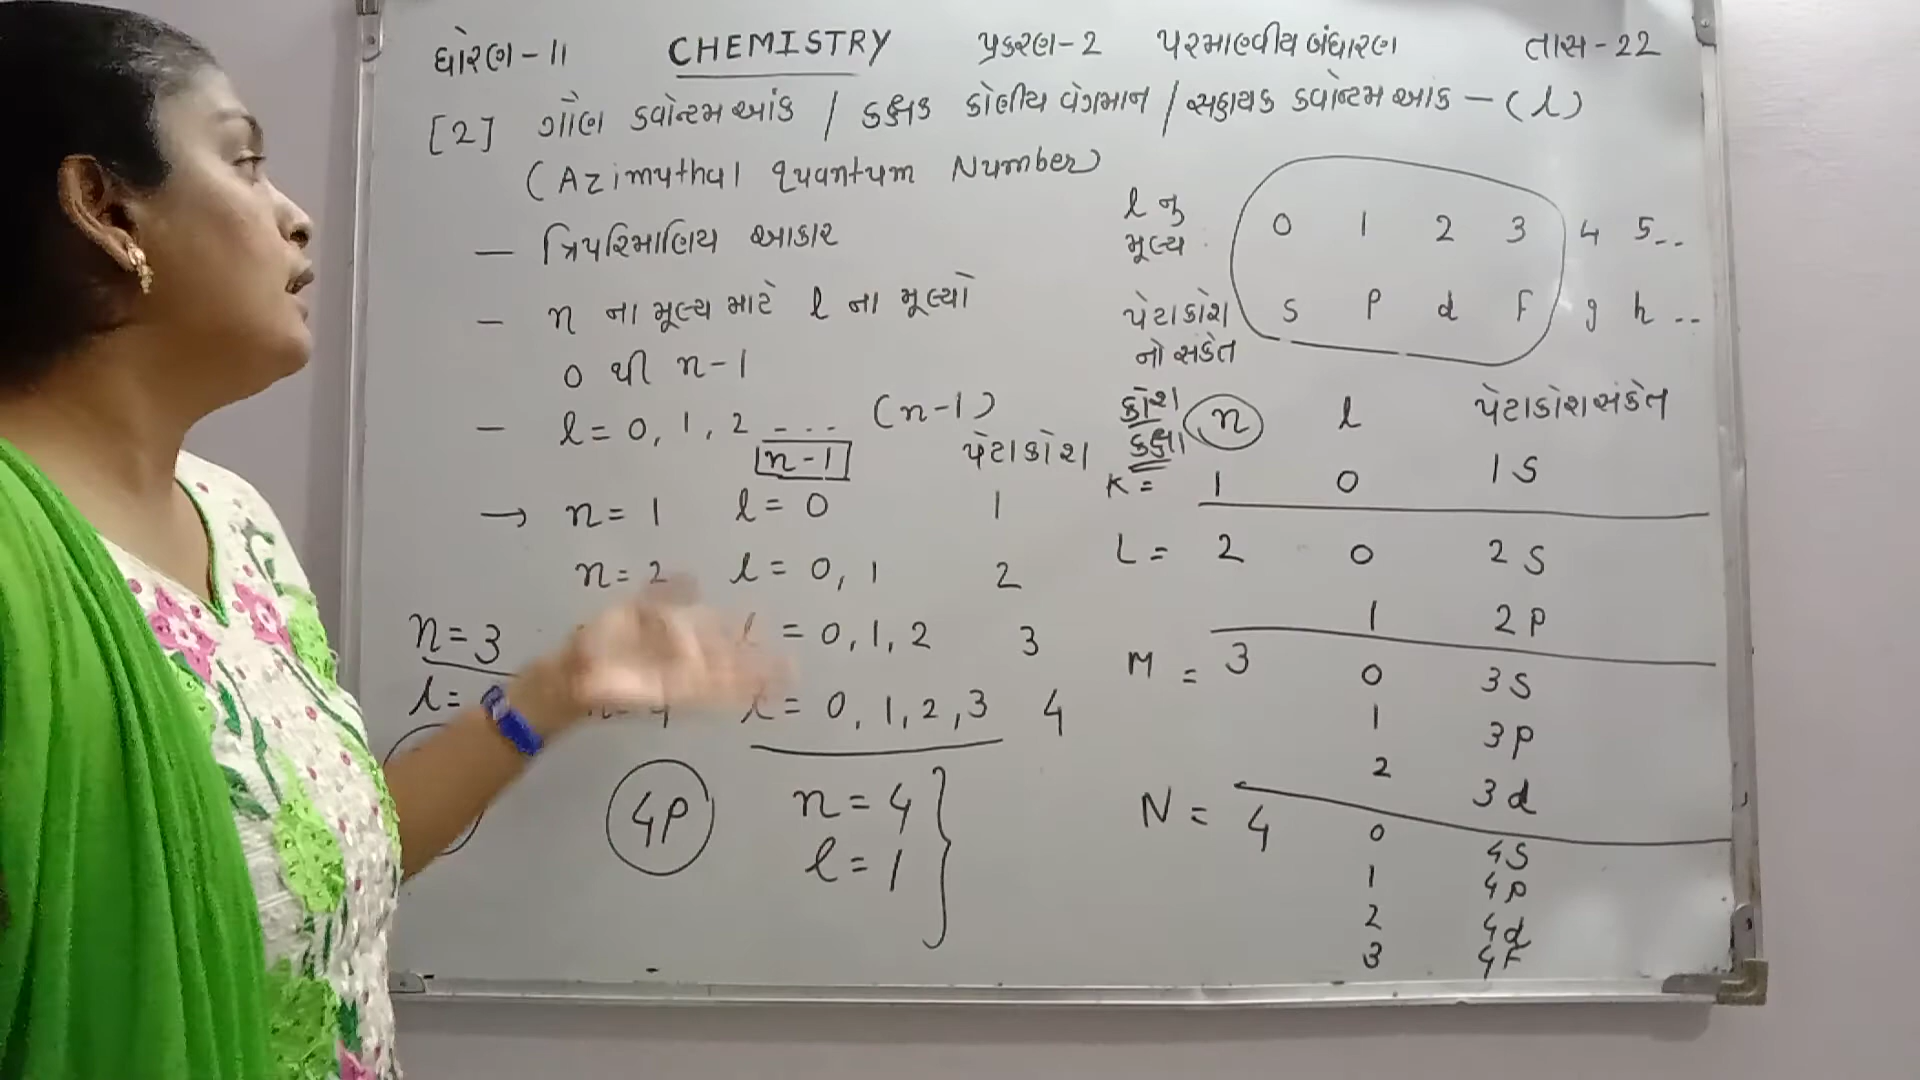 ધોરણ - 11 CHEMISTRY પ્રકરણ - 2 પરમાણ્વીય બંધારણ તાસ - 22
[2] ગૌણ ક્વોન્ટમ આંક / કક્ષક કોણીય વેગમાન / સહાયક ક્વોન્ટમ આંક - (l)
(Azimuthal quantum Number)
— ત્રિપરિમાણિય આકાર
- n ના મૂલ્ય માટે l ના મૂલ્યો
0 થી n-1
- l = 0, 1, 2 --- (n-1)
n-1 પેટાકોશ
→ n = 1 l = 0 1
n = 2 l = 0, 1 2
l = 0, 1, 2 3
l = 0, 1, 2, 3 4
n = 3
l =
4P n = 4
l = 1
l નુ મૂલ્ય 0 1 2 3 4 5 --
પેટાકોશ નો સંકેત s p d F g h --
કોશ કક્ષા n l પેટાકોશ સંકેત
K = 1 0 1S
L = 2 0 2S
1 2P
M = 3 0 3S
1 3P
2 3d
N = 4 0 4S
1 4P
2 4d
3 4F